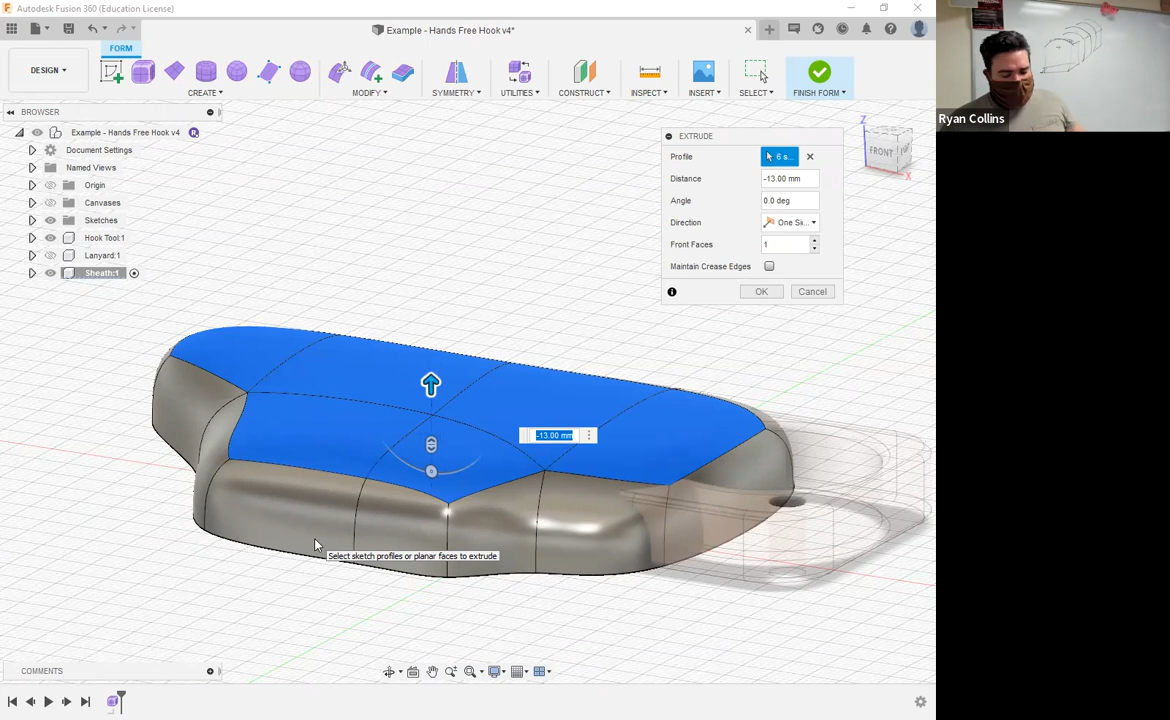 Autodesk Fusion 360 (Education License)
Example - Hands Free Hook v4*
FORM
DESIGN
CREATE
MODIFY
SYMMETRY
UTILITIES
CONSTRUCT
INSPECT
INSERT
SELECT
FINISH FORM
Ryan Collins
BROWSER
Example - Hands Free Hook v4
R
Document Settings
Named Views
Origin
Canvases
Sketches
Hook Tool:1
Lanyard:1
Sheath:1
EXTRUDE
Profile 6 s...
Distance -13.00 mm
Angle 0.0 deg
Direction One Si...
Front Faces 1
Maintain Crease Edges
OK Cancel
Z
FRONT
X
-13.00 mm
Select sketch profiles or planar faces to extrude
COMMENTS